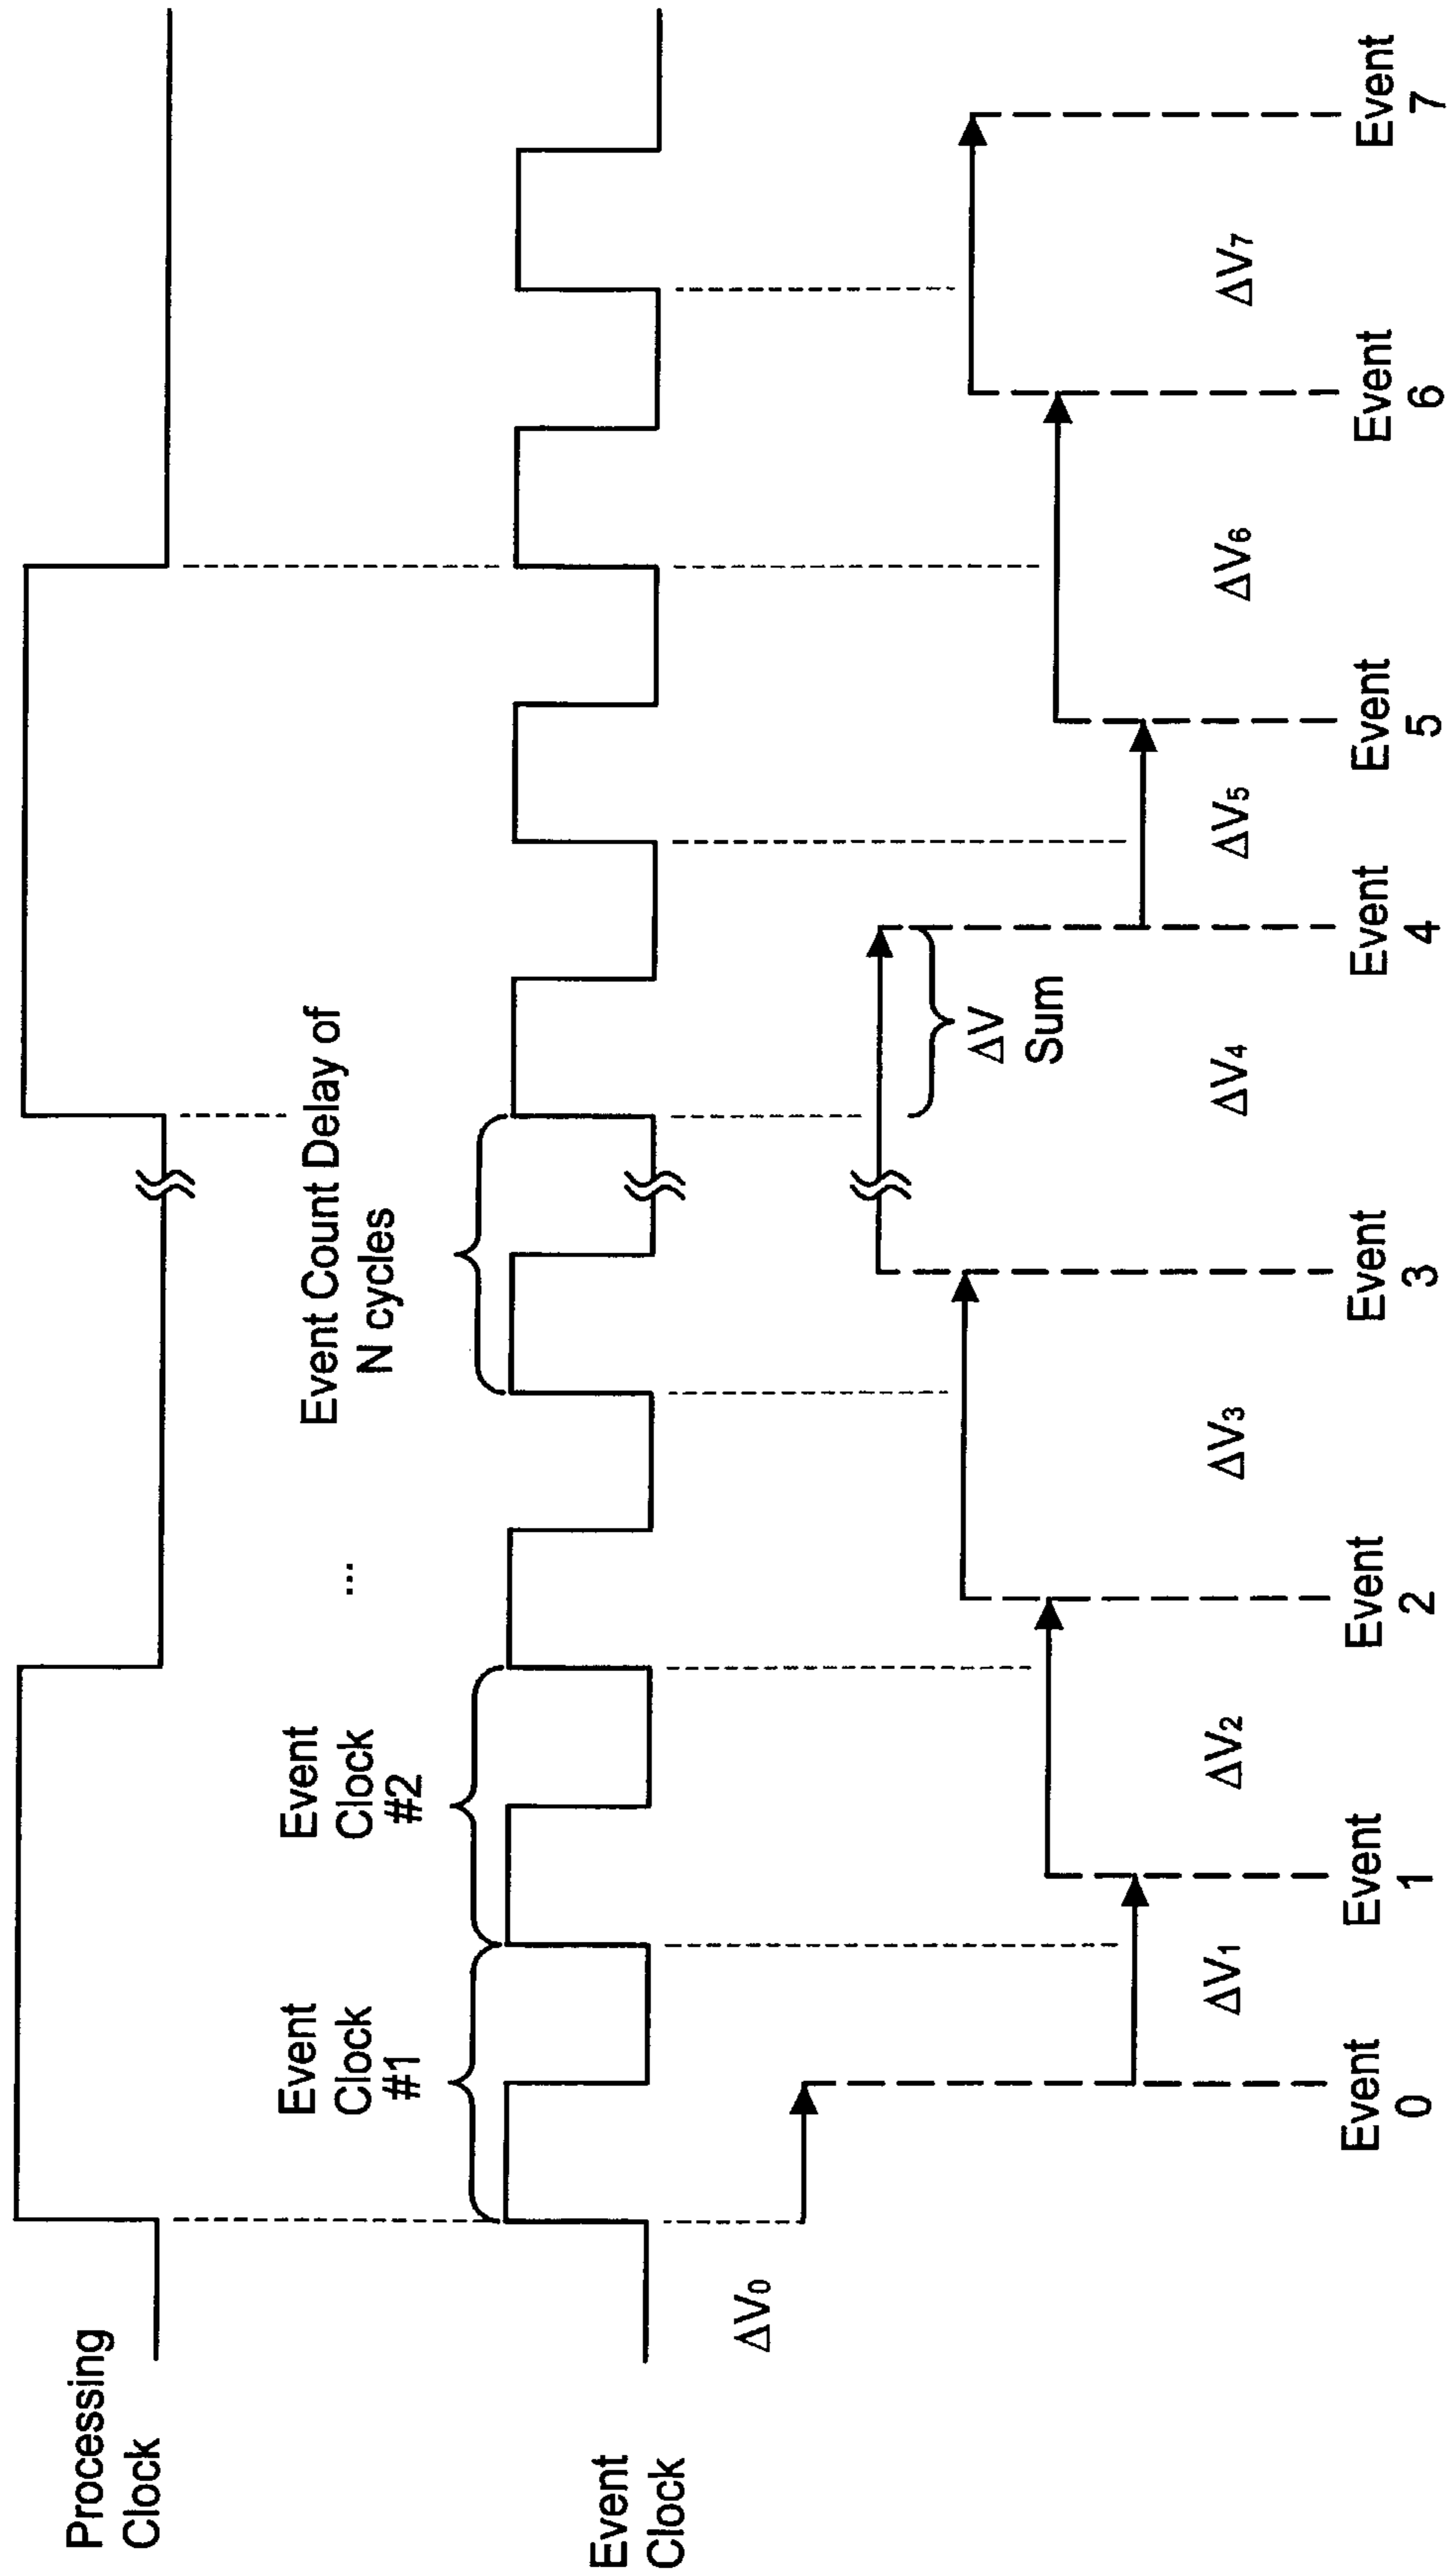 Processing
Clock
Event
Clock
#1
Event
Clock
#2
...
Event Count Delay of
N cycles
Event
Clock
ΔV0
ΔV1
ΔV2
ΔV3
ΔV4
ΔV
Sum
ΔV5
ΔV6
ΔV7
Event
0
Event
1
Event
2
Event
3
Event
4
Event
5
Event
6
Event
7